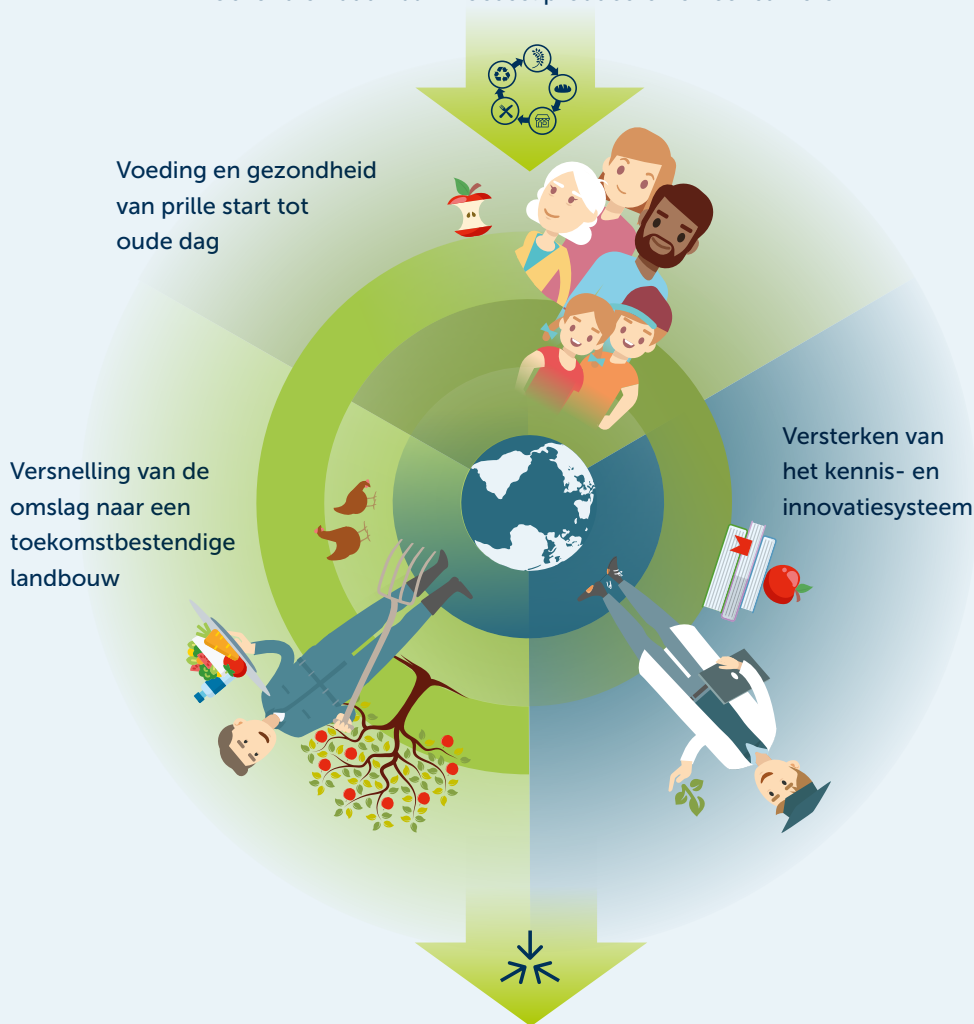 Voeding en gezondheid
van prille start tot
oude dag
Versterken van
het kennis- en
innovatiesysteem
Versnelling van de
omslag naar een
toekomstbestendige
landbouw